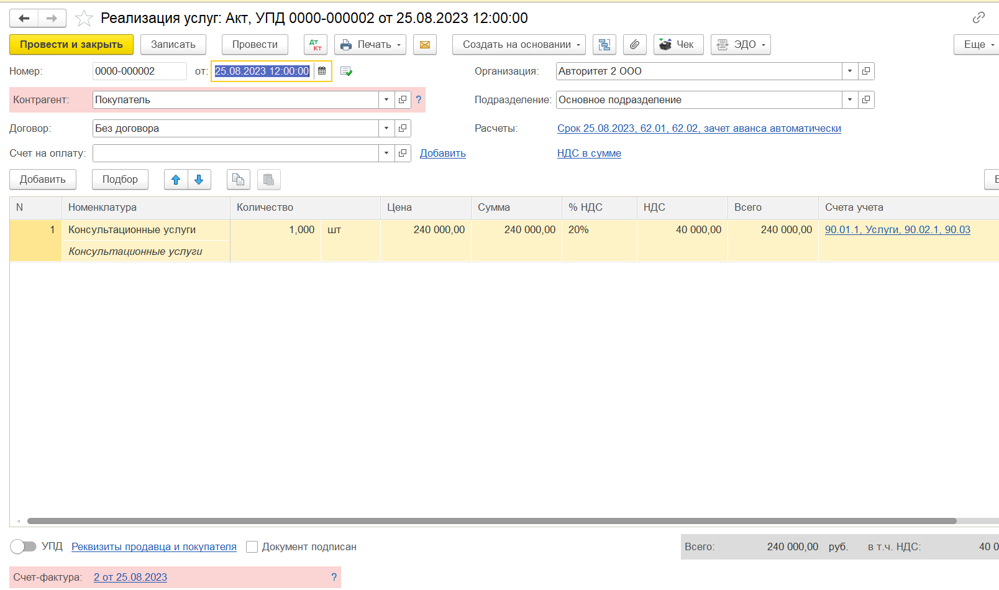 Реализация услуг: Акт, УПД 0000-000002 от 25.08.2023 12:00:00
Провести и закрыть Записать Провести Дт Кт Печать Создать на основании Чек ЭДО Еще
Номер: 0000-000002 от: 25.08.2023 12:00:00 Организация: Авторитет 2 ООО
Контрагент: Покупатель ? Подразделение: Основное подразделение
Договор: Без договора Расчеты: Срок 25.08.2023, 62.01, 62.02, зачет аванса автоматически
Счет на оплату: Добавить НДС в сумме
Добавить Подбор Е
N Номенклатура Количество Цена Сумма % НДС НДС Всего Счета учета
1 Консультационные услуги 1,000 шт 240 000,00 240 000,00 20% 40 000,00 240 000,00 90.01.1, Услуги, 90.02.1, 90.03
Консультационные услуги
УПД Реквизиты продавца и покупателя Документ подписан Всего: 240 000,00 руб. в т.ч. НДС: 40 0
Счет-фактура: 2 от 25.08.2023 ?